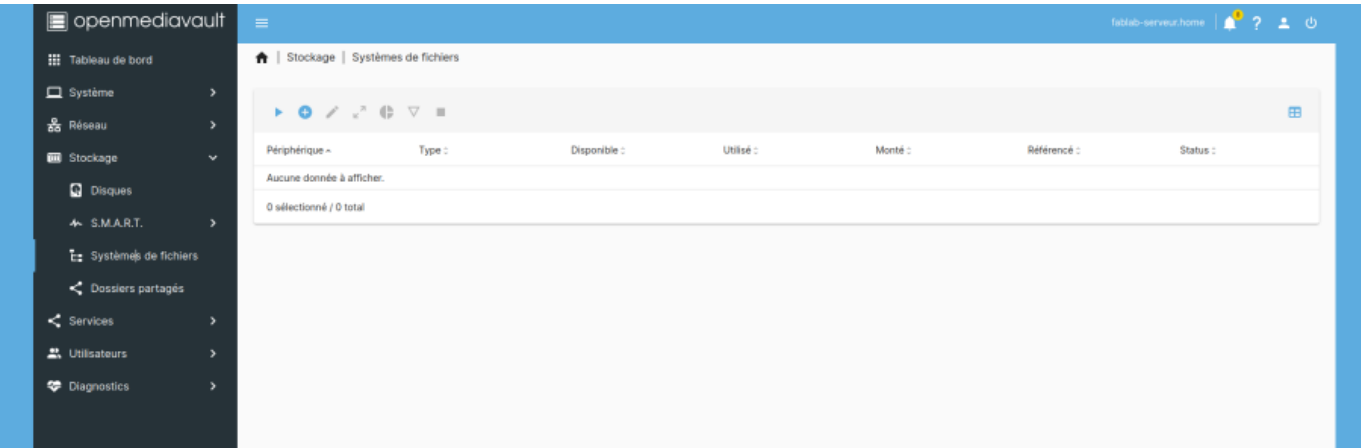 openmediavault
fablab-serveur.home
Tableau de bord
Stockage | Systèmes de fichiers
Système
Réseau
Stockage
Disques
S.M.A.R.T.
Systèmes de fichiers
Dossiers partagés
Services
Utilisateurs
Diagnostics
Périphérique Type Disponible Utilisé Monté Référencé Status
Aucune donnée à afficher.
0 sélectionné / 0 total